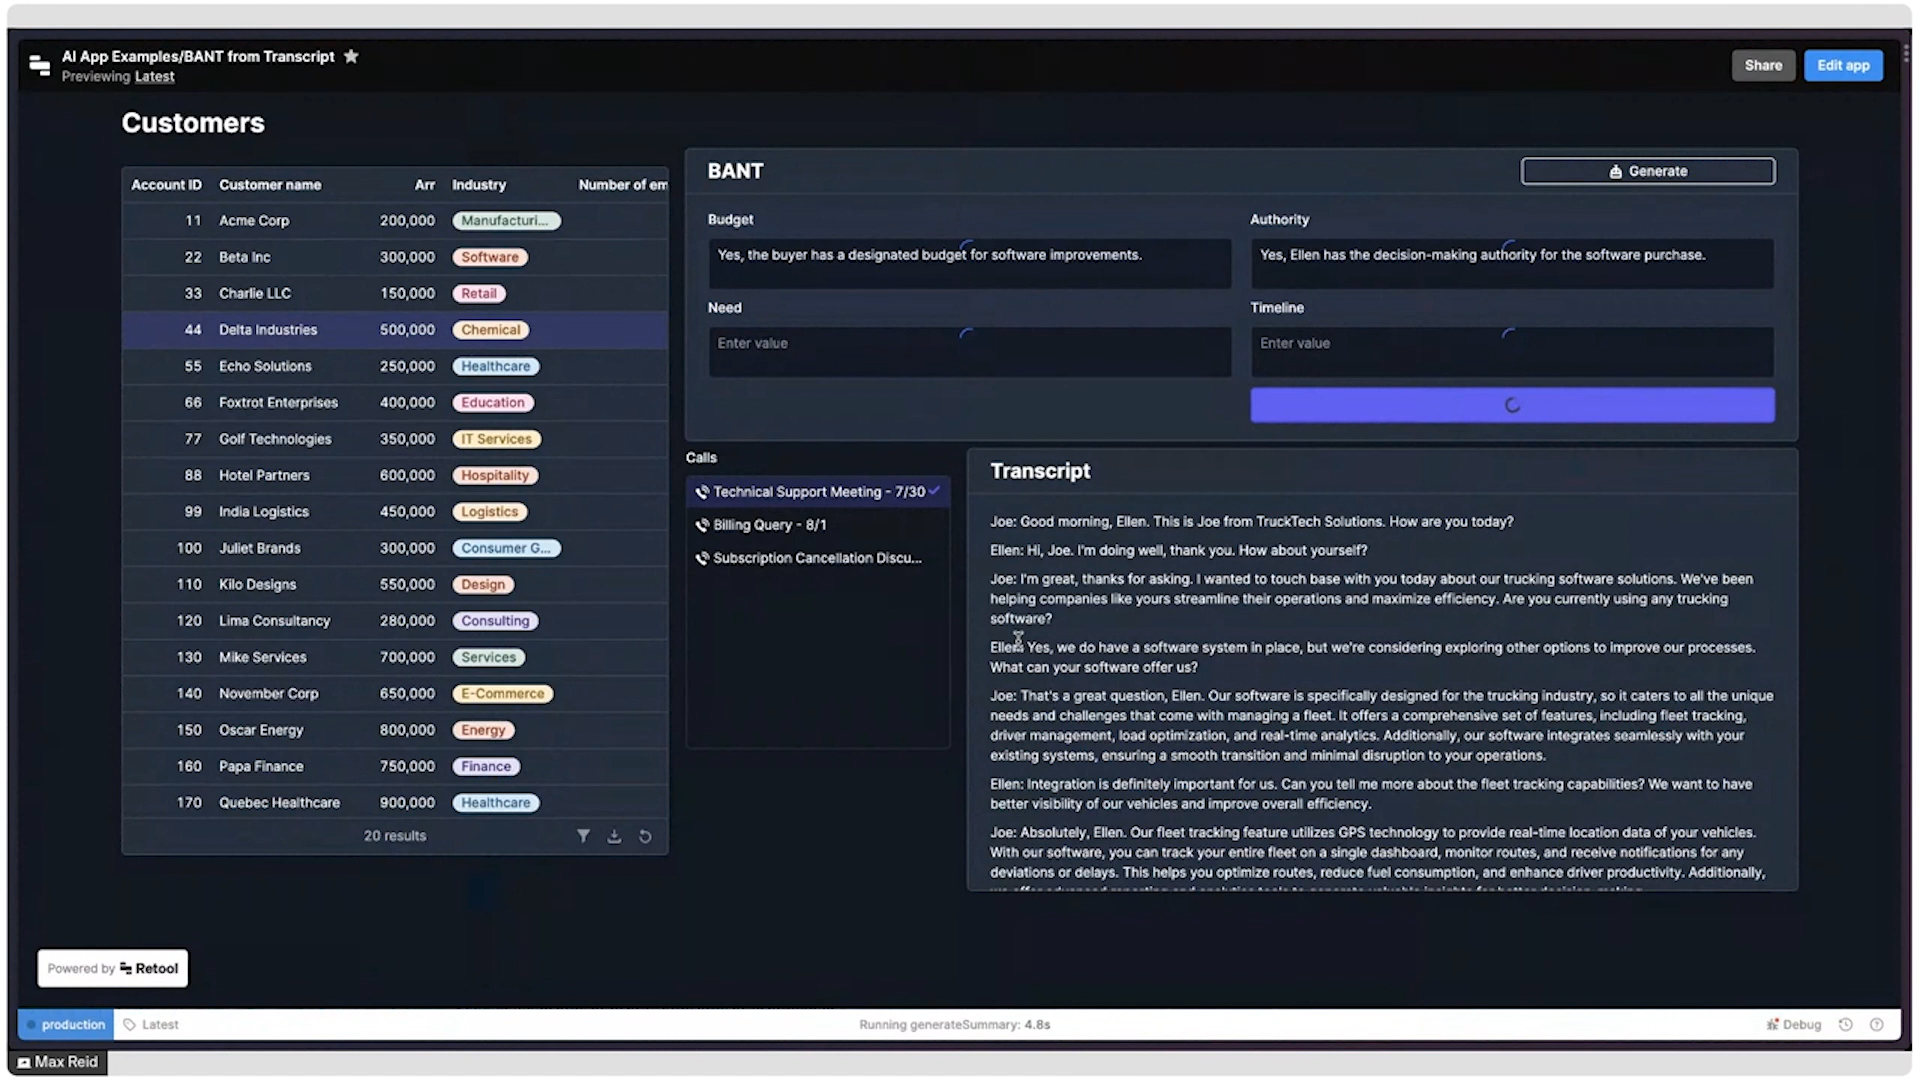 AI App Examples/BANT from Transcript
Previewing Latest
Share
Edit app
Customers
Account ID Customer name Arr Industry Number of em
11 Acme Corp 200,000 Manufacturi...
22 Beta Inc 300,000 Software
33 Charlie LLC 150,000 Retail
44 Delta Industries 500,000 Chemical
55 Echo Solutions 250,000 Healthcare
66 Foxtrot Enterprises 400,000 Education
77 Golf Technologies 350,000 IT Services
88 Hotel Partners 600,000 Hospitality
99 India Logistics 450,000 Logistics
100 Juliet Brands 300,000 Consumer G...
110 Kilo Designs 550,000 Design
120 Lima Consultancy 280,000 Consulting
130 Mike Services 700,000 Services
140 November Corp 650,000 E-Commerce
150 Oscar Energy 800,000 Energy
160 Papa Finance 750,000 Finance
170 Quebec Healthcare 900,000 Healthcare
20 results
BANT
Generate
Budget
Yes, the buyer has a designated budget for software improvements.
Authority
Yes, Ellen has the decision-making authority for the software purchase.
Need
Enter value
Timeline
Enter value
Calls
Technical Support Meeting - 7/30
Billing Query - 8/1
Subscription Cancellation Discu...
Transcript
Joe: Good morning, Ellen. This is Joe from TruckTech Solutions. How are you today?
Ellen: Hi, Joe. I'm doing well, thank you. How about yourself?
Joe: I'm great, thanks for asking. I wanted to touch base with you today about our trucking software solutions. We've been
helping companies like yours streamline their operations and maximize efficiency. Are you currently using any trucking
software?
Ellen: Yes, we do have a software system in place, but we're considering exploring other options to improve our processes.
What can your software offer us?
Joe: That's a great question, Ellen. Our software is specifically designed for the trucking industry, so it caters to all the unique
needs and challenges that come with managing a fleet. It offers a comprehensive set of features, including fleet tracking,
driver management, load optimization, and real-time analytics. Additionally, our software integrates seamlessly with your
existing systems, ensuring a smooth transition and minimal disruption to your operations.
Ellen: Integration is definitely important for us. Can you tell me more about the fleet tracking capabilities? We want to have
better visibility of our vehicles and improve overall efficiency.
Joe: Absolutely, Ellen. Our fleet tracking feature utilizes GPS technology to provide real-time location data of your vehicles.
With our software, you can track your entire fleet on a single dashboard, monitor routes, and receive notifications for any
deviations or delays. This helps you optimize routes, reduce fuel consumption, and enhance driver productivity. Additionally,
Powered by Retool
production
Latest
Running generateSummary: 4.8s
Debug
Max Reid